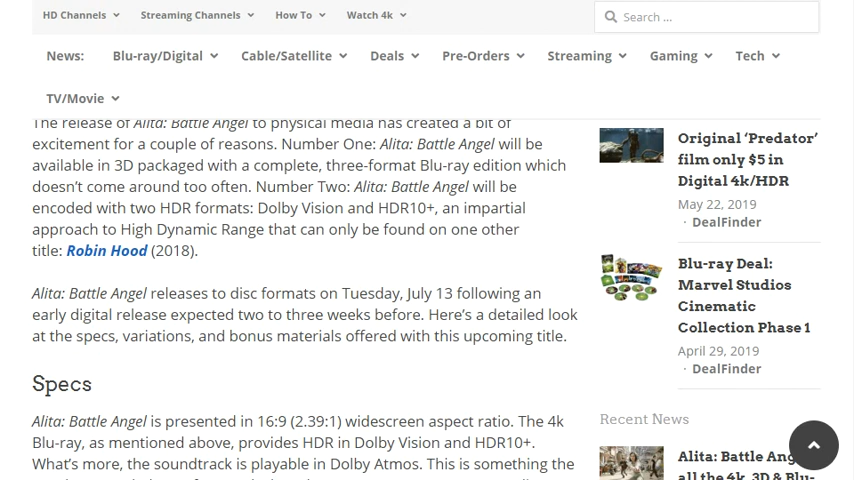 HD Channels
Streaming Channels
How To
Watch 4k
Search ...
News:
Blu-ray/Digital
Cable/Satellite
Deals
Pre-Orders
Streaming
Gaming
Tech
TV/Movie
The release of Alita: Battle Angel to physical media has created a bit of
excitement for a couple of reasons. Number One: Alita: Battle Angel will be
available in 3D packaged with a complete, three-format Blu-ray edition which
doesn't come around too often. Number Two: Alita: Battle Angel will be
encoded with two HDR formats: Dolby Vision and HDR10+, an impartial
approach to High Dynamic Range that can only be found on one other
title: Robin Hood (2018).
Alita: Battle Angel releases to disc formats on Tuesday, July 13 following an
early digital release expected two to three weeks before. Here's a detailed look
at the specs, variations, and bonus materials offered with this upcoming title.
Specs
Alita: Battle Angel is presented in 16:9 (2.39:1) widescreen aspect ratio. The 4k
Blu-ray, as mentioned above, provides HDR in Dolby Vision and HDR10+.
What's more, the soundtrack is playable in Dolby Atmos. This is something the
Original 'Predator'
film only $5 in
Digital 4k/HDR
May 22, 2019
· DealFinder
Blu-ray Deal:
Marvel Studios
Cinematic
Collection Phase 1
April 29, 2019
· DealFinder
Recent News
Alita: Battle Ang
all the 4k, 3D & Blu-